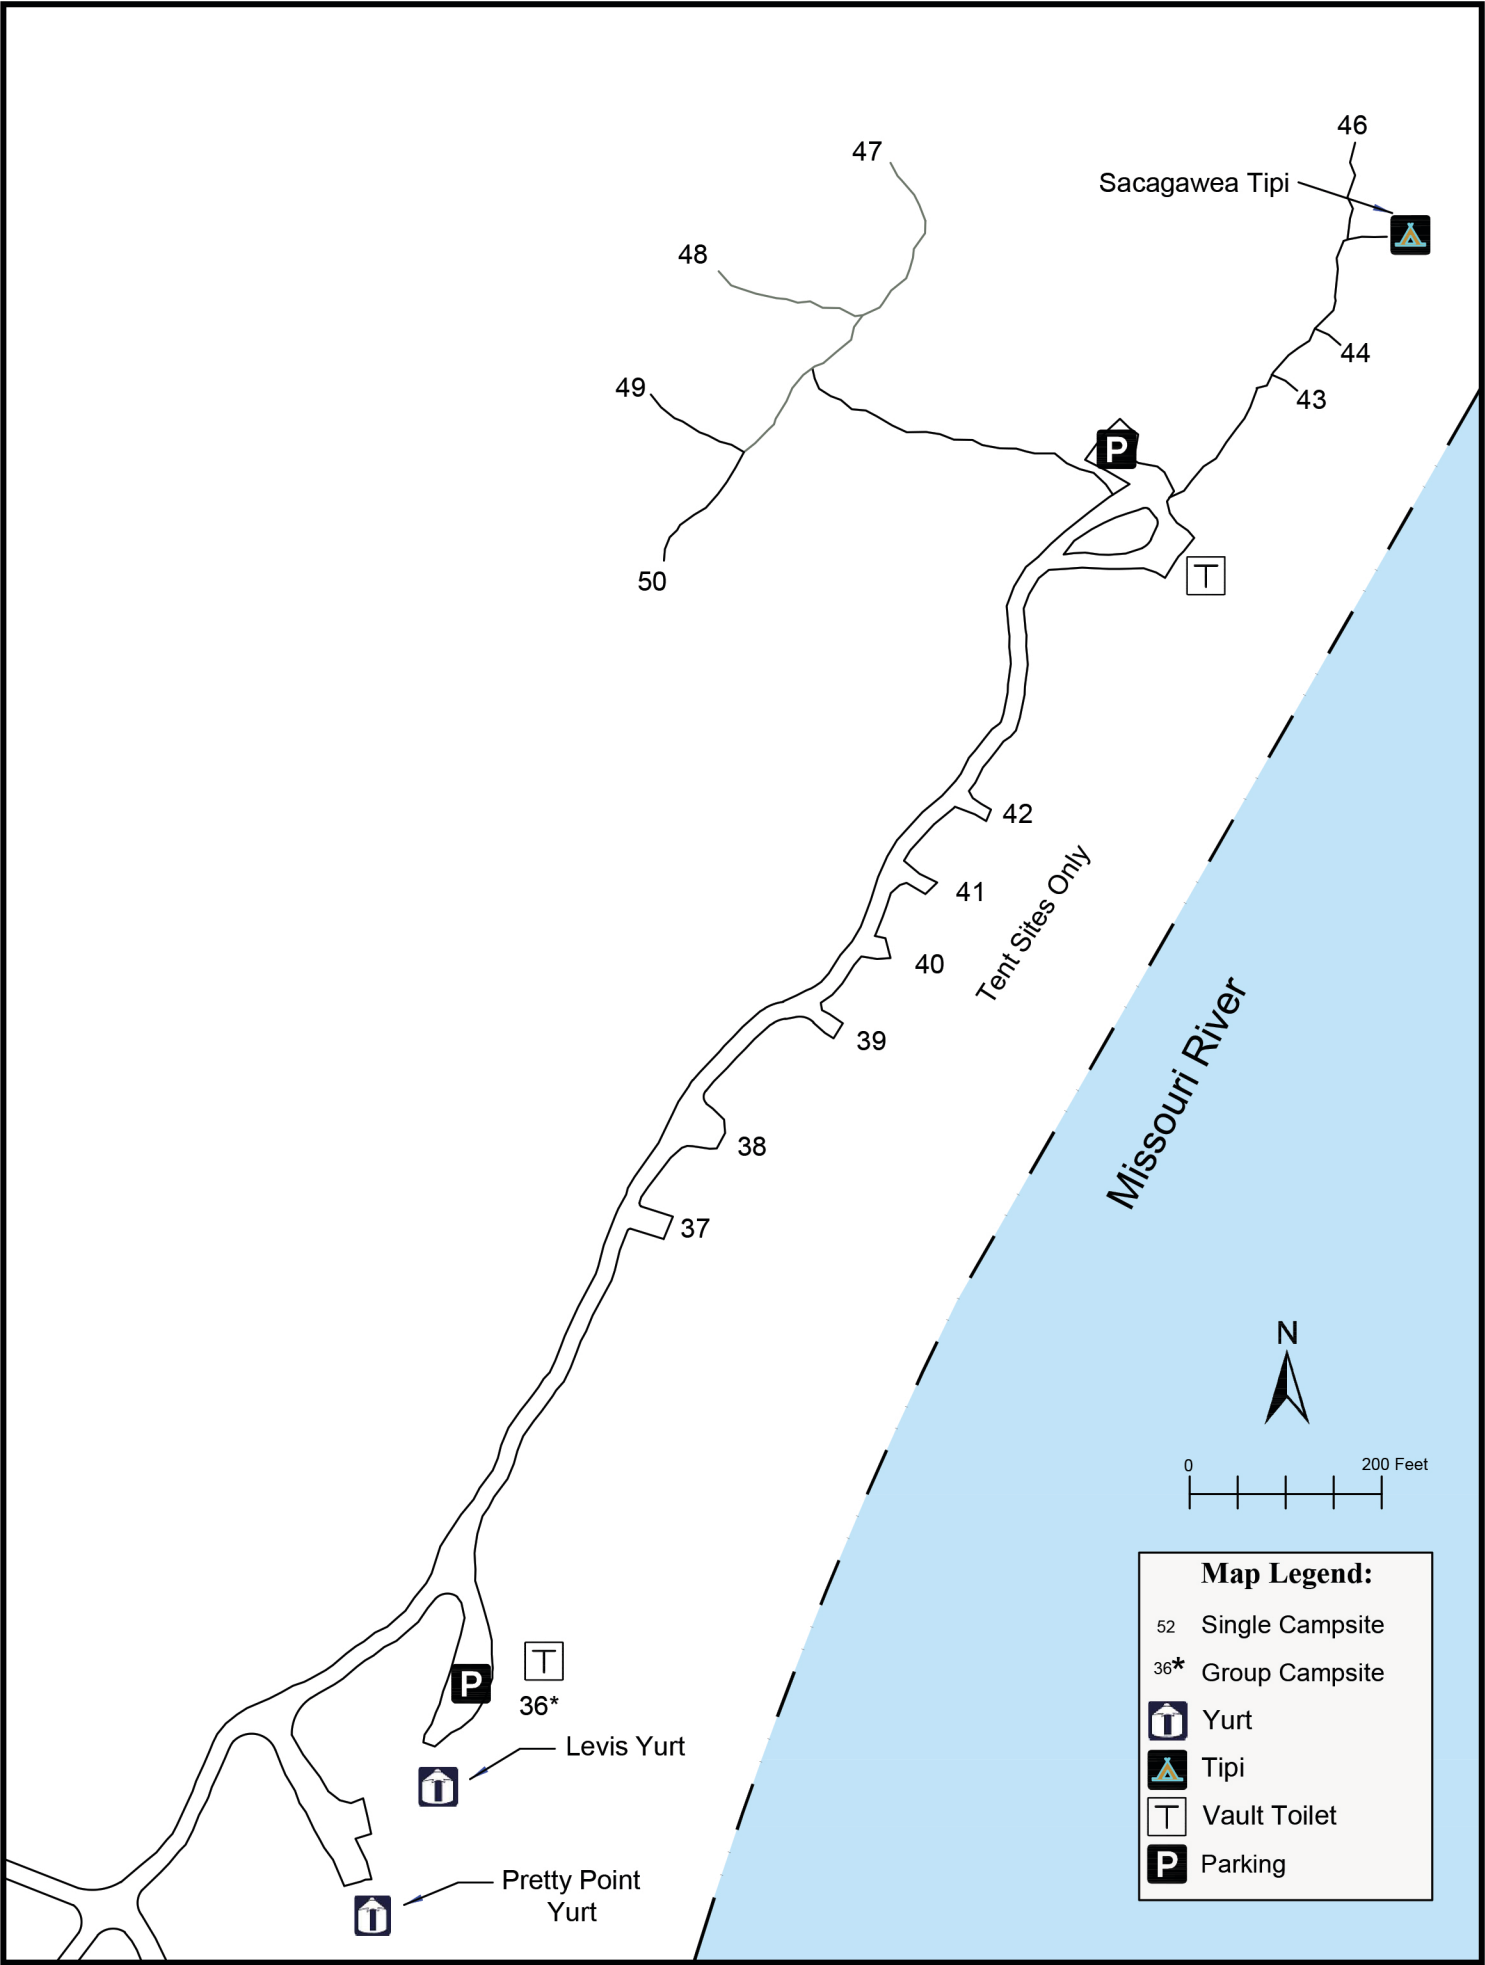 46
47
Sacagawea Tipi
48
44
49
43
P
50
T
42
41
Tent Sites Only
40
39
Missouri River
38
37
N
0
200 Feet
T
P
36*
Levis Yurt
Pretty Point
Yurt
Map Legend:
52 Single Campsite
36* Group Campsite
Yurt
Tipi
T Vault Toilet
P Parking